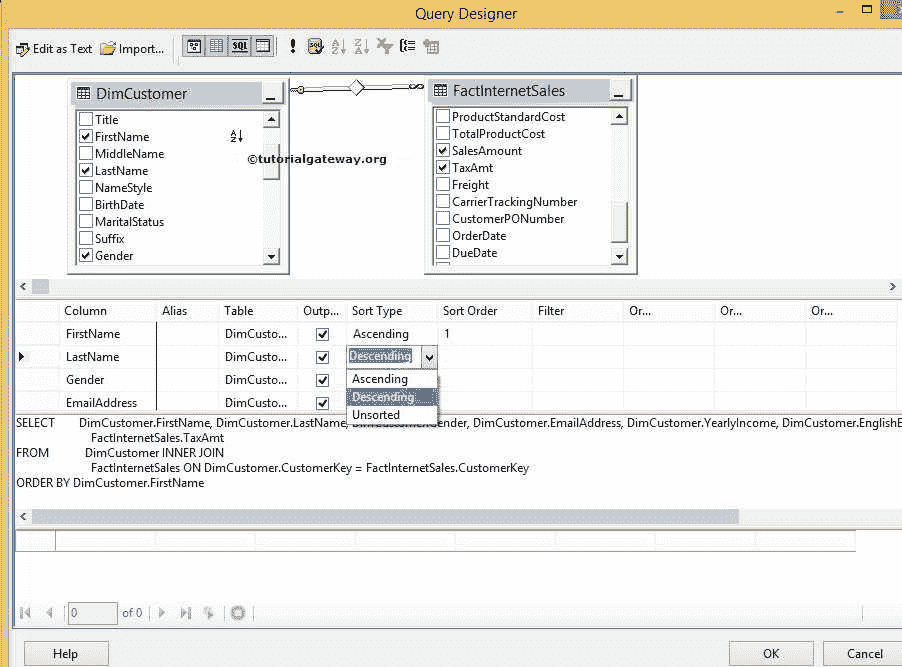 Query Designer
Edit as Text Import... SQL SQL A Z Z A
DimCustomer
Title
FirstName A Z
MiddleName
LastName
NameStyle
BirthDate
MaritalStatus
Suffix
Gender
©tutorialgateway.org
FactInternetSales
ProductStandardCost
TotalProductCost
SalesAmount
TaxAmt
Freight
CarrierTrackingNumber
CustomerPONumber
OrderDate
DueDate
Column Alias Table Outp... Sort Type Sort Order Filter Or... Or... Or...
FirstName DimCusto... Ascending 1
LastName DimCusto... Descending
Gender DimCusto... Ascending
Descending
EmailAddress DimCusto... Unsorted
SELECT DimCustomer.FirstName, DimCustomer.LastName, DimCustomer.EmailAddress, DimCustomer.YearlyIncome, DimCustomer.EnglishE
FactInternetSales.TaxAmt
FROM DimCustomer INNER JOIN
FactInternetSales ON DimCustomer.CustomerKey = FactInternetSales.CustomerKey
ORDER BY DimCustomer.FirstName
0 of 0
Help OK Cancel